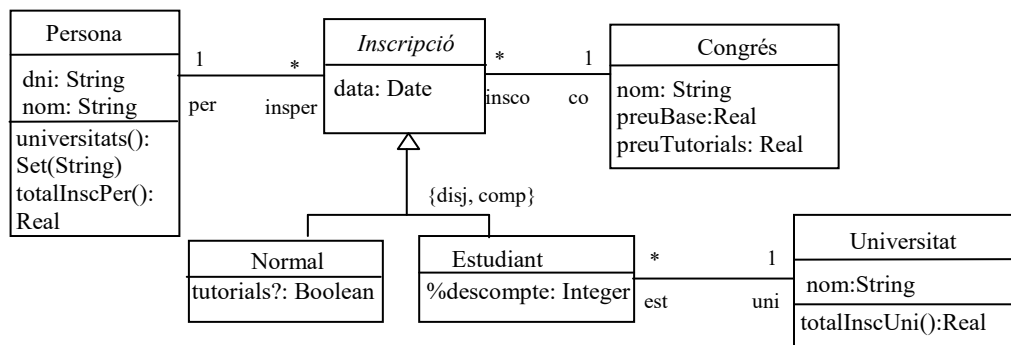 Persona
dni: String
nom: String
universitats():
Set(String)
totalInscPer():
Real
1
per
*
insper
Inscripció
data: Date
*
insco
1
co
Congrés
nom: String
preuBase:Real
preuTutorials: Real
{disj, comp}
Normal
tutorials?: Boolean
Estudiant
%descompte: Integer
*
est
1
uni
Universitat
nom:String
totalInscUni():Real